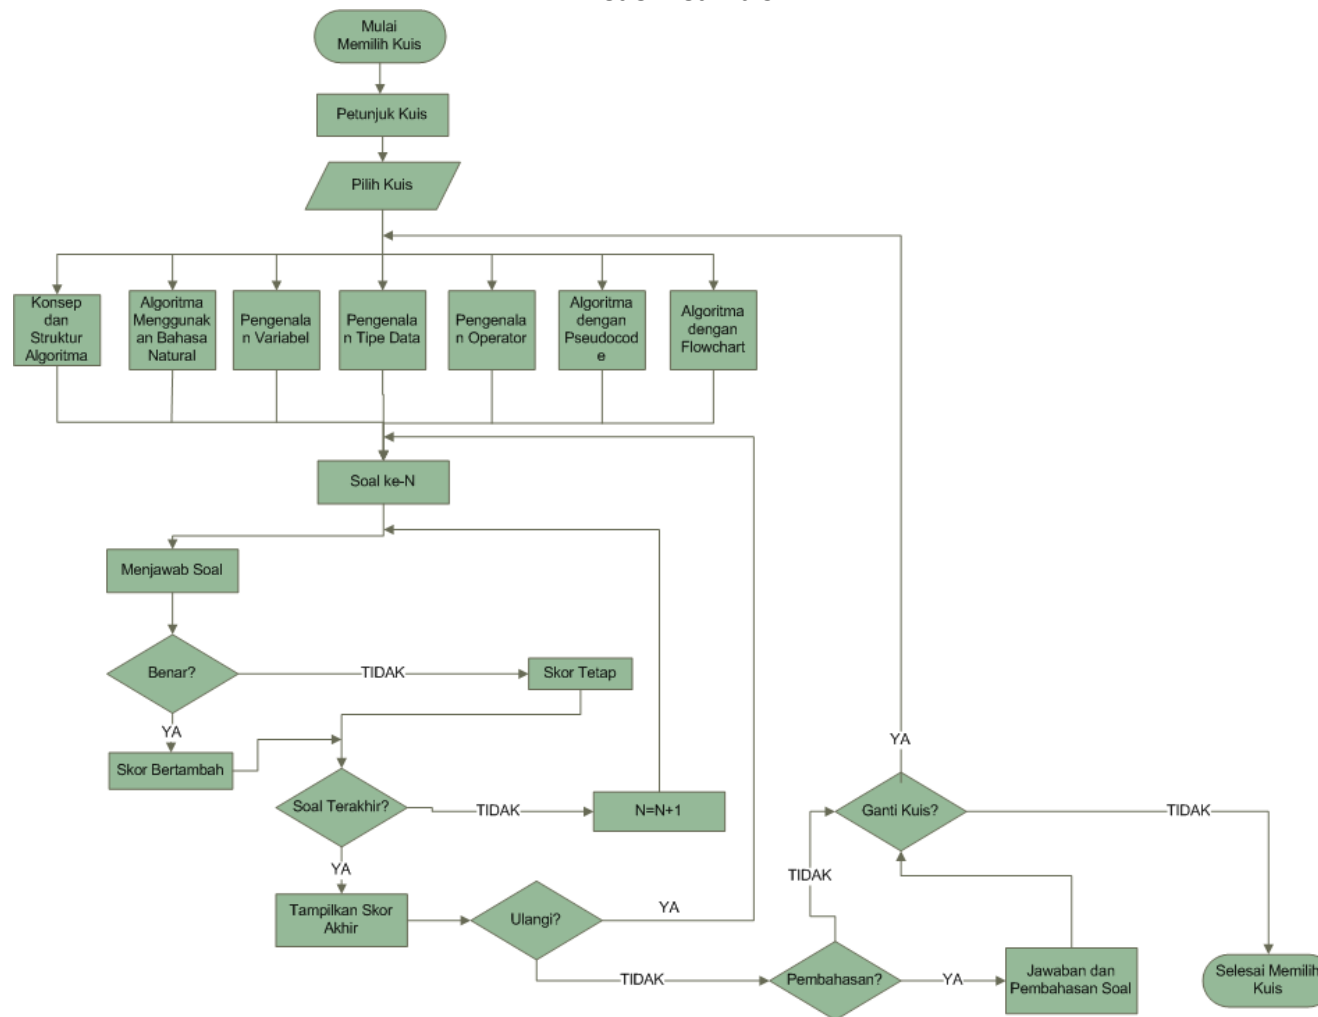 Mulai
Memilih Kuis
Petunjuk Kuis
Pilih Kuis
Konsep
dan
Struktur
Algoritma
Algoritma
Menggunak
an Bahasa
Natural
Pengenala
n Variabel
Pengenala
n Tipe Data
Pengenala
n Operator
Algoritma
dengan
Pseudocod
e
Algoritma
dengan
Flowchart
Soal ke-N
Menjawab Soal
Benar?
TIDAK
Skor Tetap
YA
Skor Bertambah
Soal Terakhir?
TIDAK
N=N+1
YA
Tampilkan Skor
Akhir
Ulangi?
YA
TIDAK
Pembahasan?
YA
Jawaban dan
Pembahasan Soal
TIDAK
Ganti Kuis?
YA
TIDAK
Selesai Memilih
Kuis